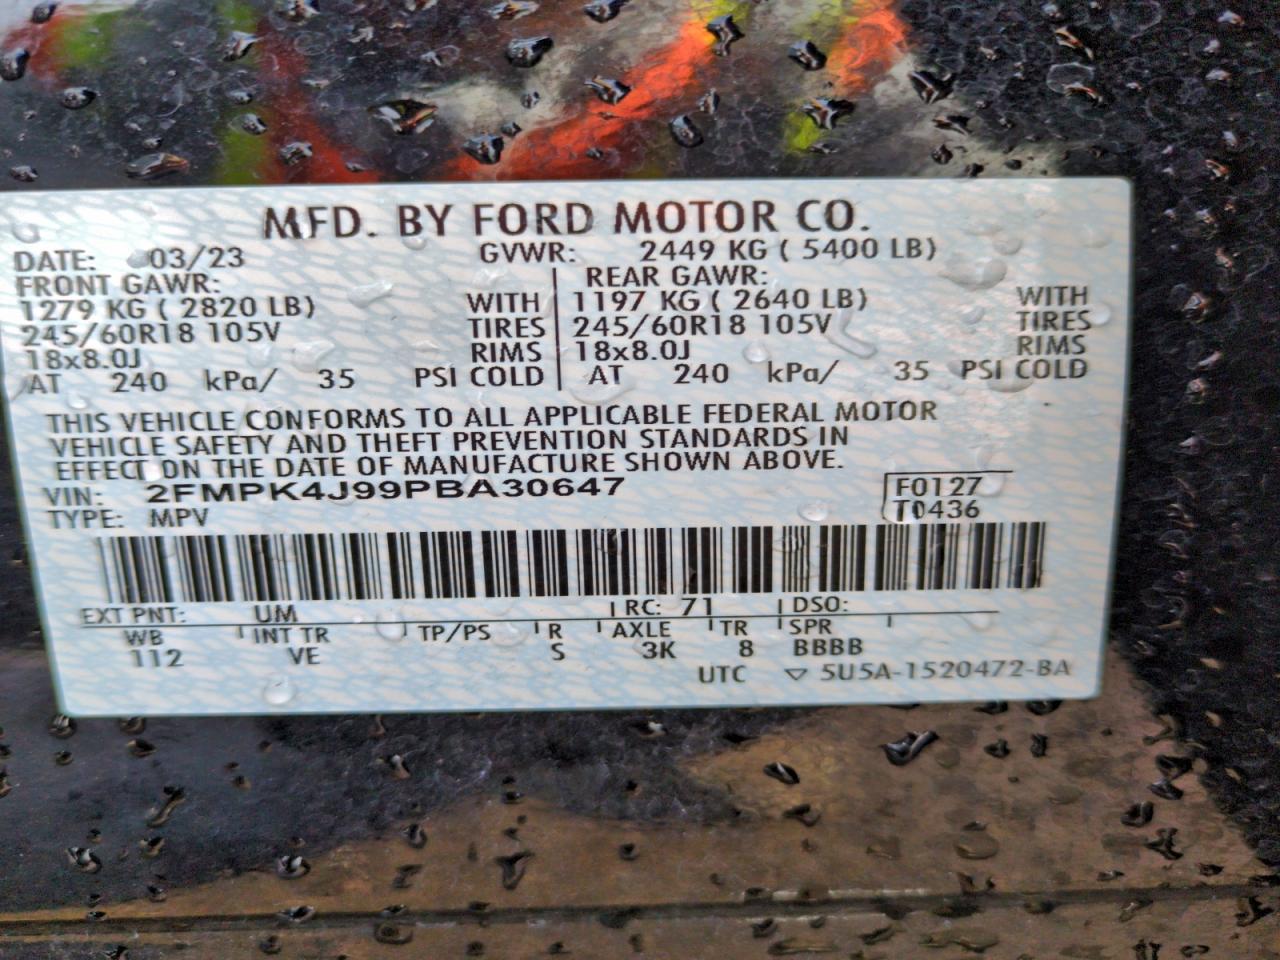 MFD. BY FORD MOTOR CO.
DATE: 03/23 GVWR: 2449 KG ( 5400 LB)
FRONT GAWR: REAR GAWR:
1279 KG ( 2820 LB) WITH 1197 KG ( 2640 LB) WITH
245/60R18 105V TIRES 245/60R18 105V TIRES
18x8.0J RIMS 18x8.0J RIMS
AT 240 kPa/ 35 PSI COLD AT 240 kPa/ 35 PSI COLD
THIS VEHICLE CONFORMS TO ALL APPLICABLE FEDERAL MOTOR
VEHICLE SAFETY AND THEFT PREVENTION STANDARDS IN
EFFECT ON THE DATE OF MANUFACTURE SHOWN ABOVE.
VIN: 2FMPK4J99PBA30647 F0127
TYPE: MPV T0436
EXT PNT: UM RC: 71 DSO:
WB INT TR TP/PS R AXLE TR SPR
112 VE S 3K 8 BBBB
UTC ▽ 5U5A-1520472-BA